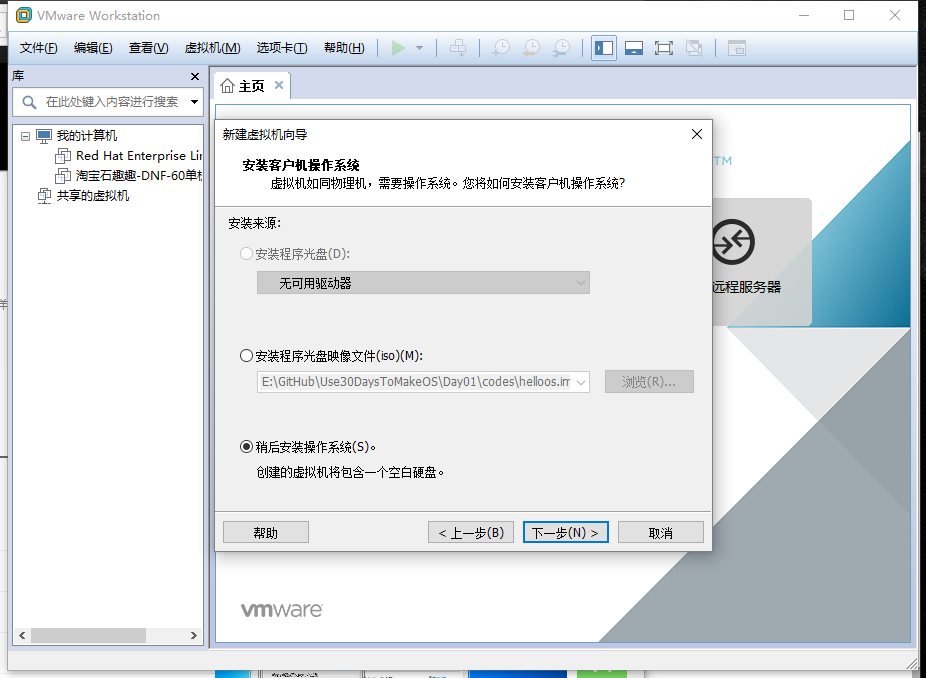 VMware Workstation
文件(F) 编辑(E) 查看(V) 虚拟机(M) 选项卡(T) 帮助(H)
库
主页
在此处键入内容进行搜索
我的计算机
Red Hat Enterprise Lir
淘宝石趣趣-DNF-60单
共享的虚拟机
新建虚拟机向导
安装客户机操作系统
虚拟机如同物理机，需要操作系统。您将如何安装客户机操作系统?
TM
安装来源:
安装程序光盘(D):
无可用驱动器
远程服务器
安装程序光盘映像文件(iso)(M):
E:\GitHub\Use30DaysToMakeOS\Day01\codes\helloos.im
浏览(R)...
稍后安装操作系统(S)。
创建的虚拟机将包含一个空白硬盘。
帮助
< 上一步(B)
下一步(N) >
取消
vmware